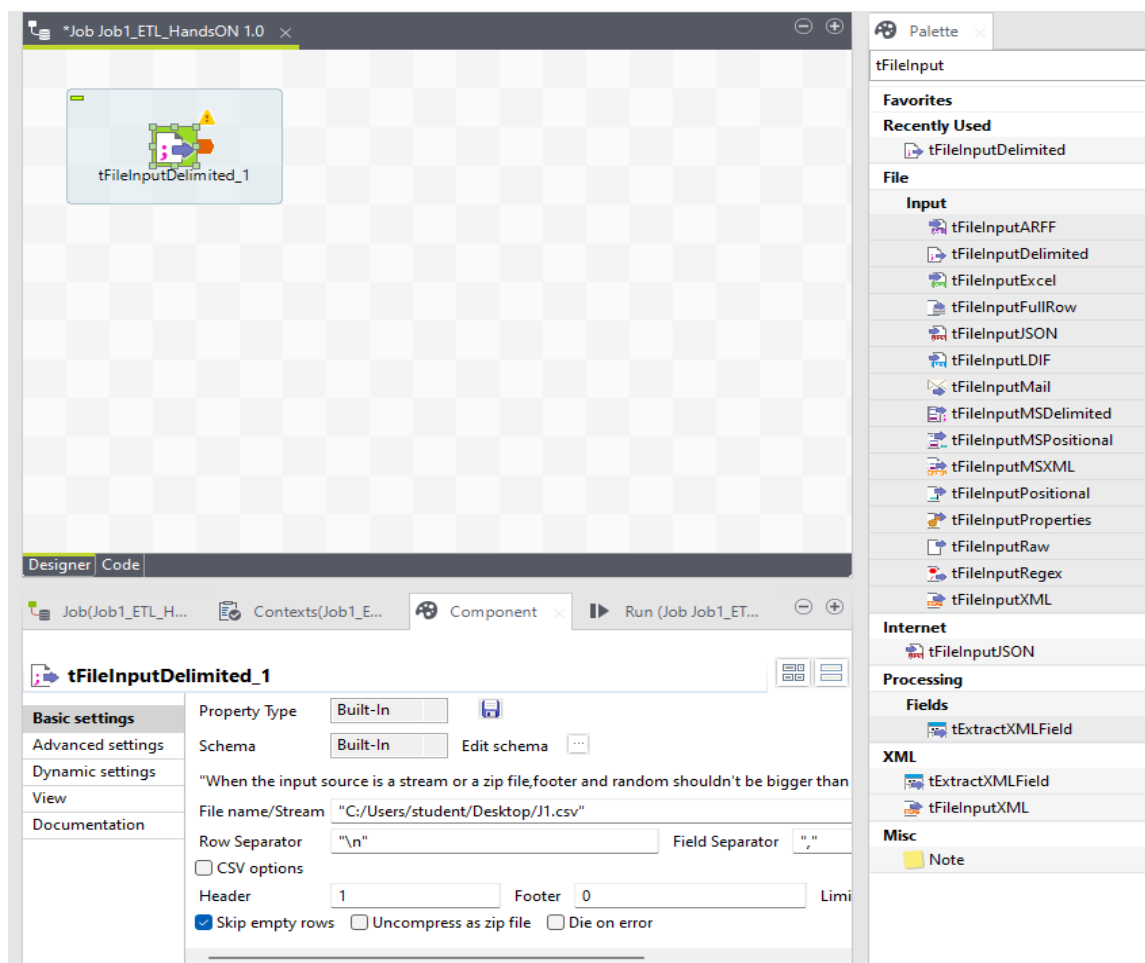 *Job Job1_ETL_HandsON 1.0
tFileInputDelimited_1
Designer Code
Job(Job1_ETL_H... Contexts(Job1_E... Component Run (Job Job1_ET...
tFileInputDelimited_1
Basic settings
Advanced settings
Dynamic settings
View
Documentation
Property Type Built-In
Schema Built-In Edit schema ...
"When the input source is a stream or a zip file,footer and random shouldn't be bigger than
File name/Stream "C:/Users/student/Desktop/J1.csv"
Row Separator "\n" Field Separator ","
CSV options
Header 1 Footer 0 Limi
Skip empty rows Uncompress as zip file Die on error
Palette
tFileInput
Favorites
Recently Used
tFileInputDelimited
File
Input
tFileInputARFF
tFileInputDelimited
tFileInputExcel
tFileInputFullRow
tFileInputJSON
tFileInputLDIF
tFileInputMail
tFileInputMSDelimited
tFileInputMSPositional
tFileInputMSXML
tFileInputPositional
tFileInputProperties
tFileInputRaw
tFileInputRegex
tFileInputXML
Internet
tFileInputJSON
Processing
Fields
tExtractXMLField
XML
tExtractXMLField
tFileInputXML
Misc
Note